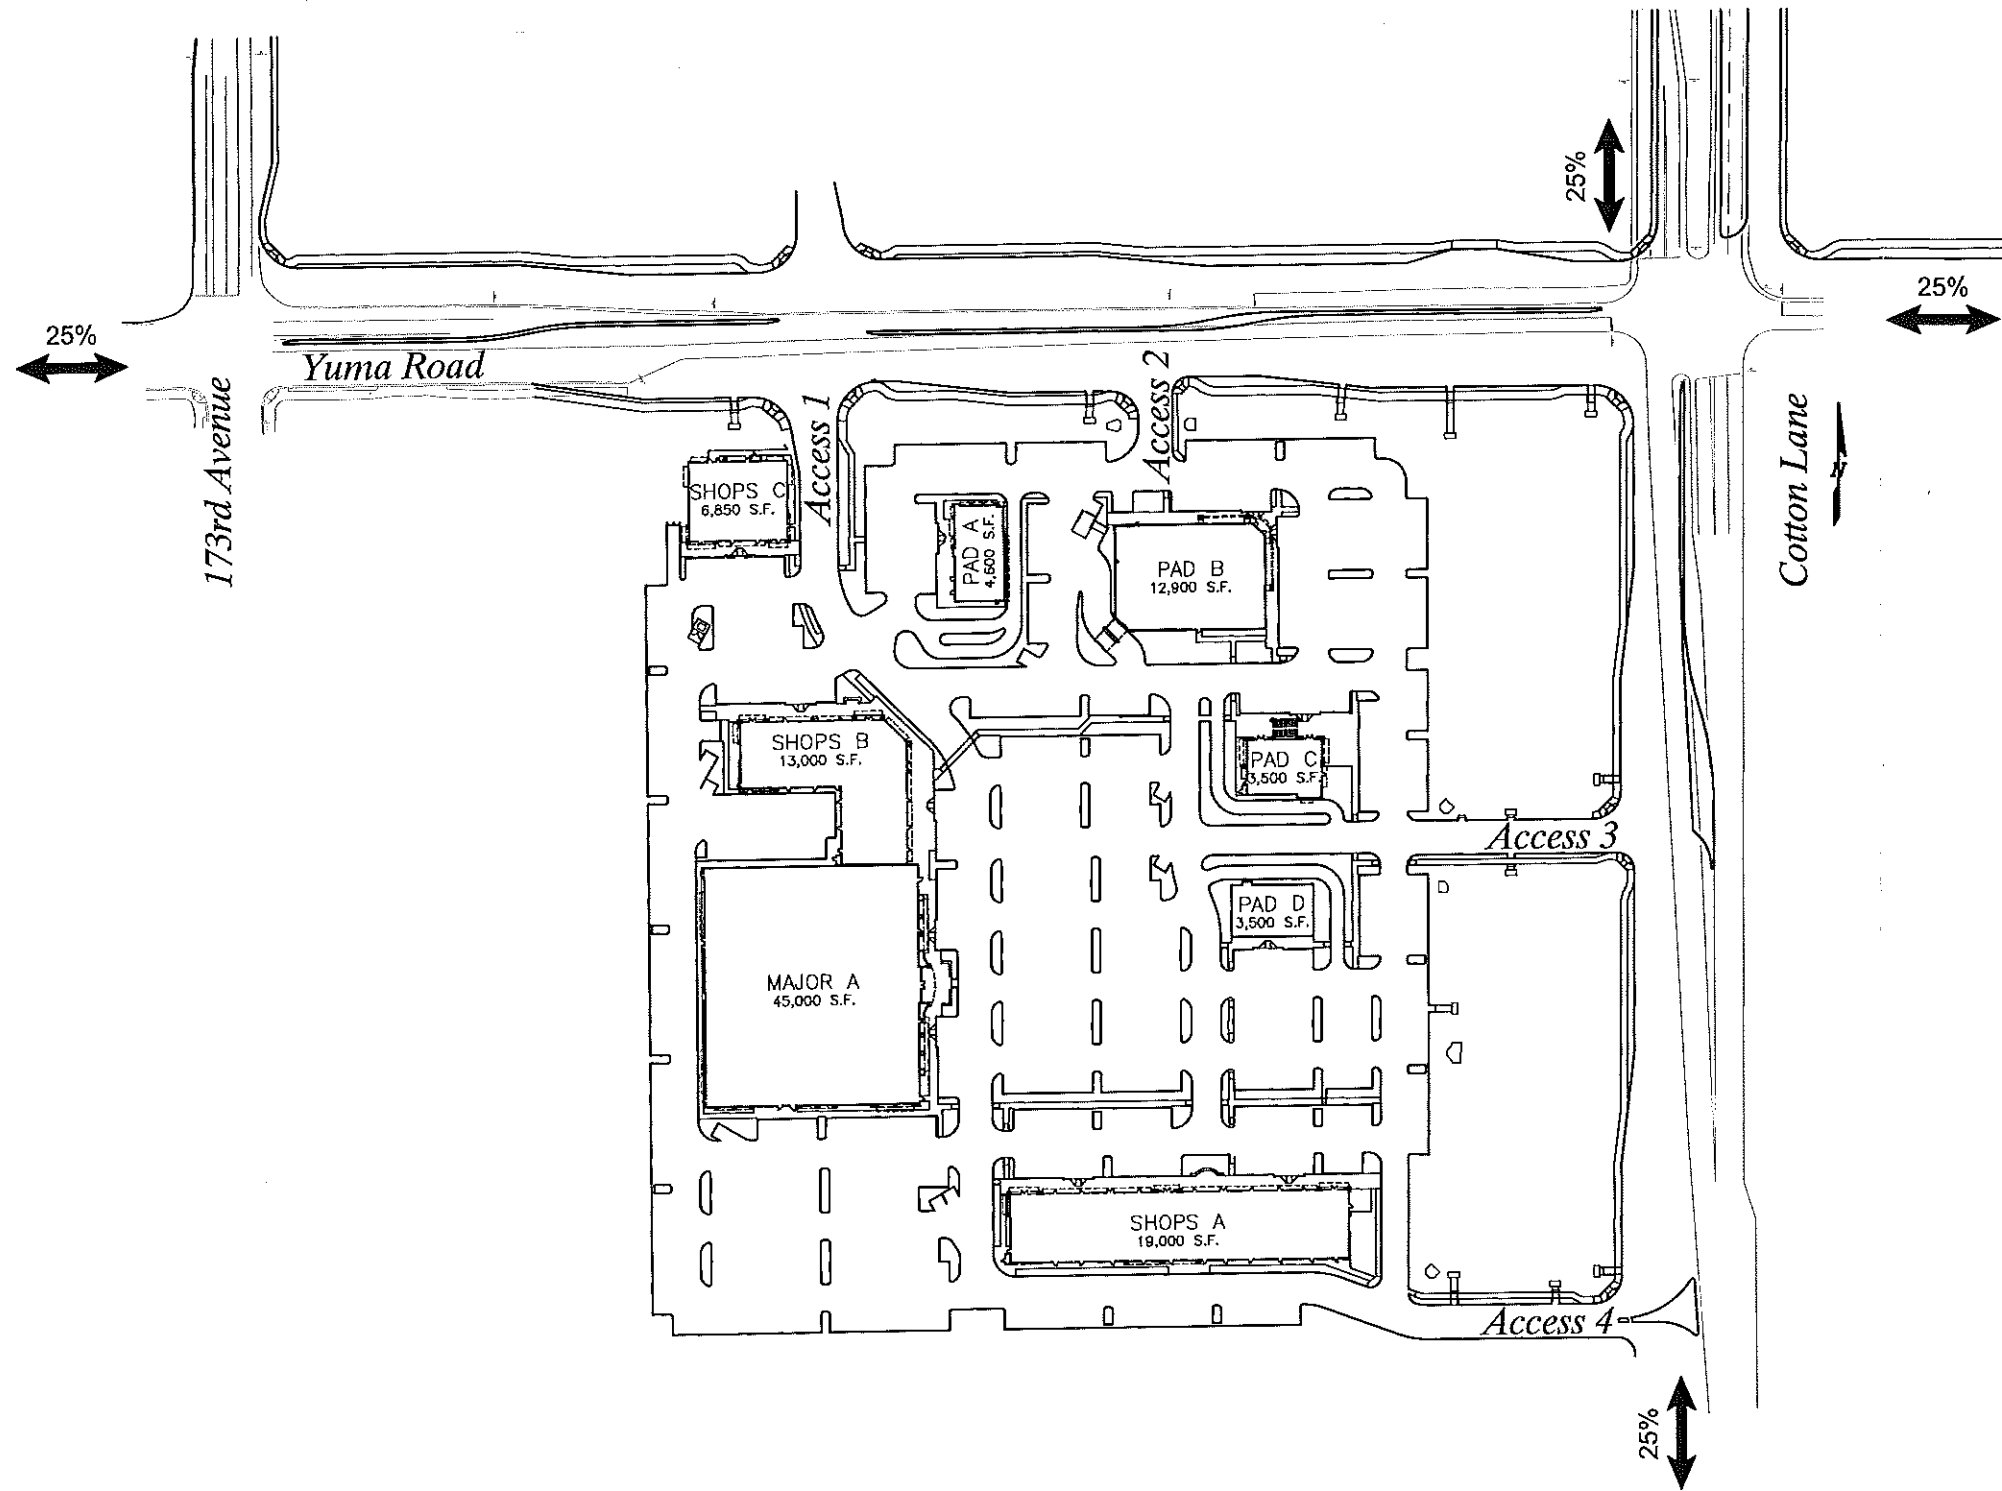 25%
25%
25%
Yuma Road
173rd Avenue
Access 1
Access 2
Cotton Lane
N
SHOPS C
6,850 S.F.
PAD A
4,600 S.F.
PAD B
12,900 S.F.
SHOPS B
13,000 S.F.
PAD C
3,500 S.F.
Access 3
PAD D
3,500 S.F.
MAJOR A
45,000 S.F.
SHOPS A
19,000 S.F.
Access 4
25%